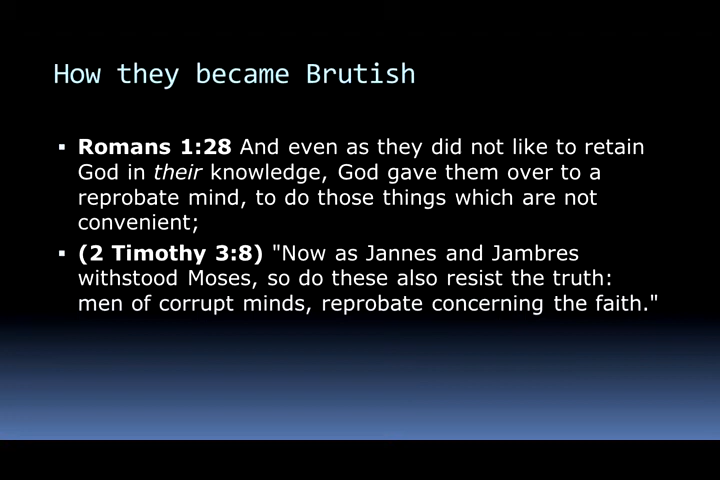 How they became Brutish
▪ Romans 1:28 And even as they did not like to retain
God in their knowledge, God gave them over to a
reprobate mind, to do those things which are not
convenient;
▪ (2 Timothy 3:8) "Now as Jannes and Jambres
withstood Moses, so do these also resist the truth:
men of corrupt minds, reprobate concerning the faith."